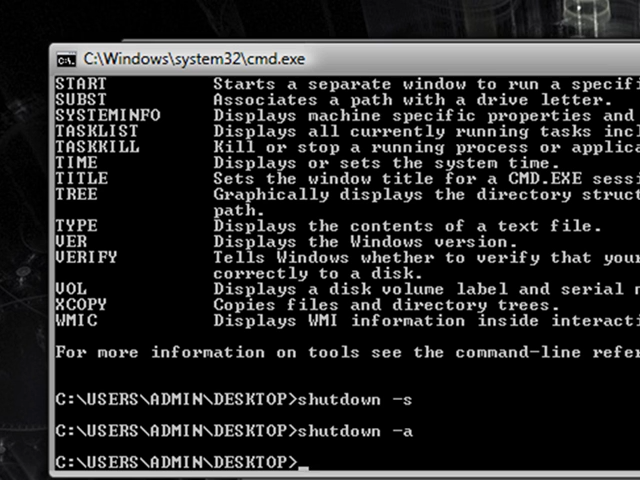 C:\Windows\system32\cmd.exe
START Starts a separate window to run a specifi
SUBST Associates a path with a drive letter.
SYSTEMINFO Displays machine specific properties and
TASKLIST Displays all currently running tasks incl
TASKKILL Kill or stop a running process or applica
TIME Displays or sets the system time.
TITLE Sets the window title for a CMD.EXE sessi
TREE Graphically displays the directory struct
path.
TYPE Displays the contents of a text file.
VER Displays the Windows version.
VERIFY Tells Windows whether to verify that your
correctly to a disk.
VOL Displays a disk volume label and serial n
XCOPY Copies files and directory trees.
WMIC Displays WMI information inside interacti
For more information on tools see the command-line refer
C:\USERS\ADMIN\DESKTOP>shutdown -s
C:\USERS\ADMIN\DESKTOP>shutdown -a
C:\USERS\ADMIN\DESKTOP>_